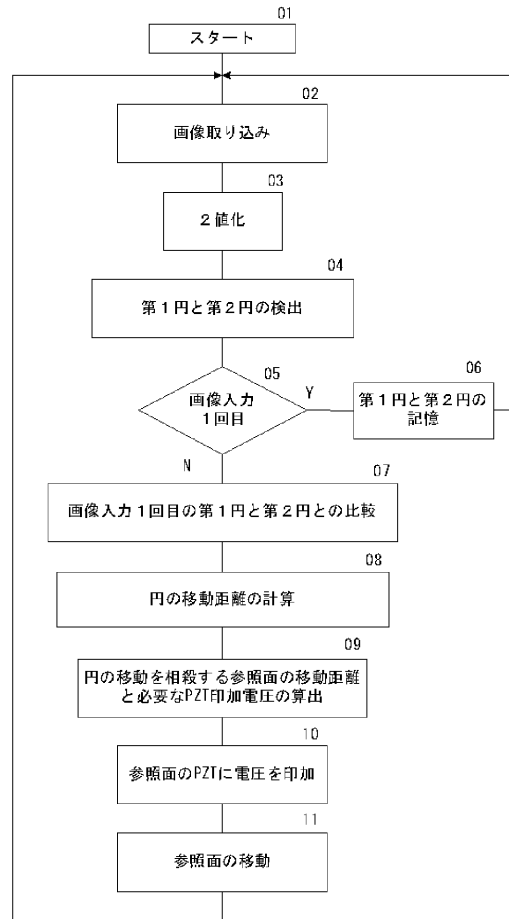 01
スタート
02
画像取り込み
03
2値化
04
第1円と第2円の検出
05
画像入力
1回目
Y
06
第1円と第2円の
記憶
N
07
画像入力1回目の第1円と第2円との比較
08
円の移動距離の計算
09
円の移動を相殺する参照面の移動距離
と必要なPZT印加電圧の算出
10
参照面のPZTに電圧を印加
11
参照面の移動